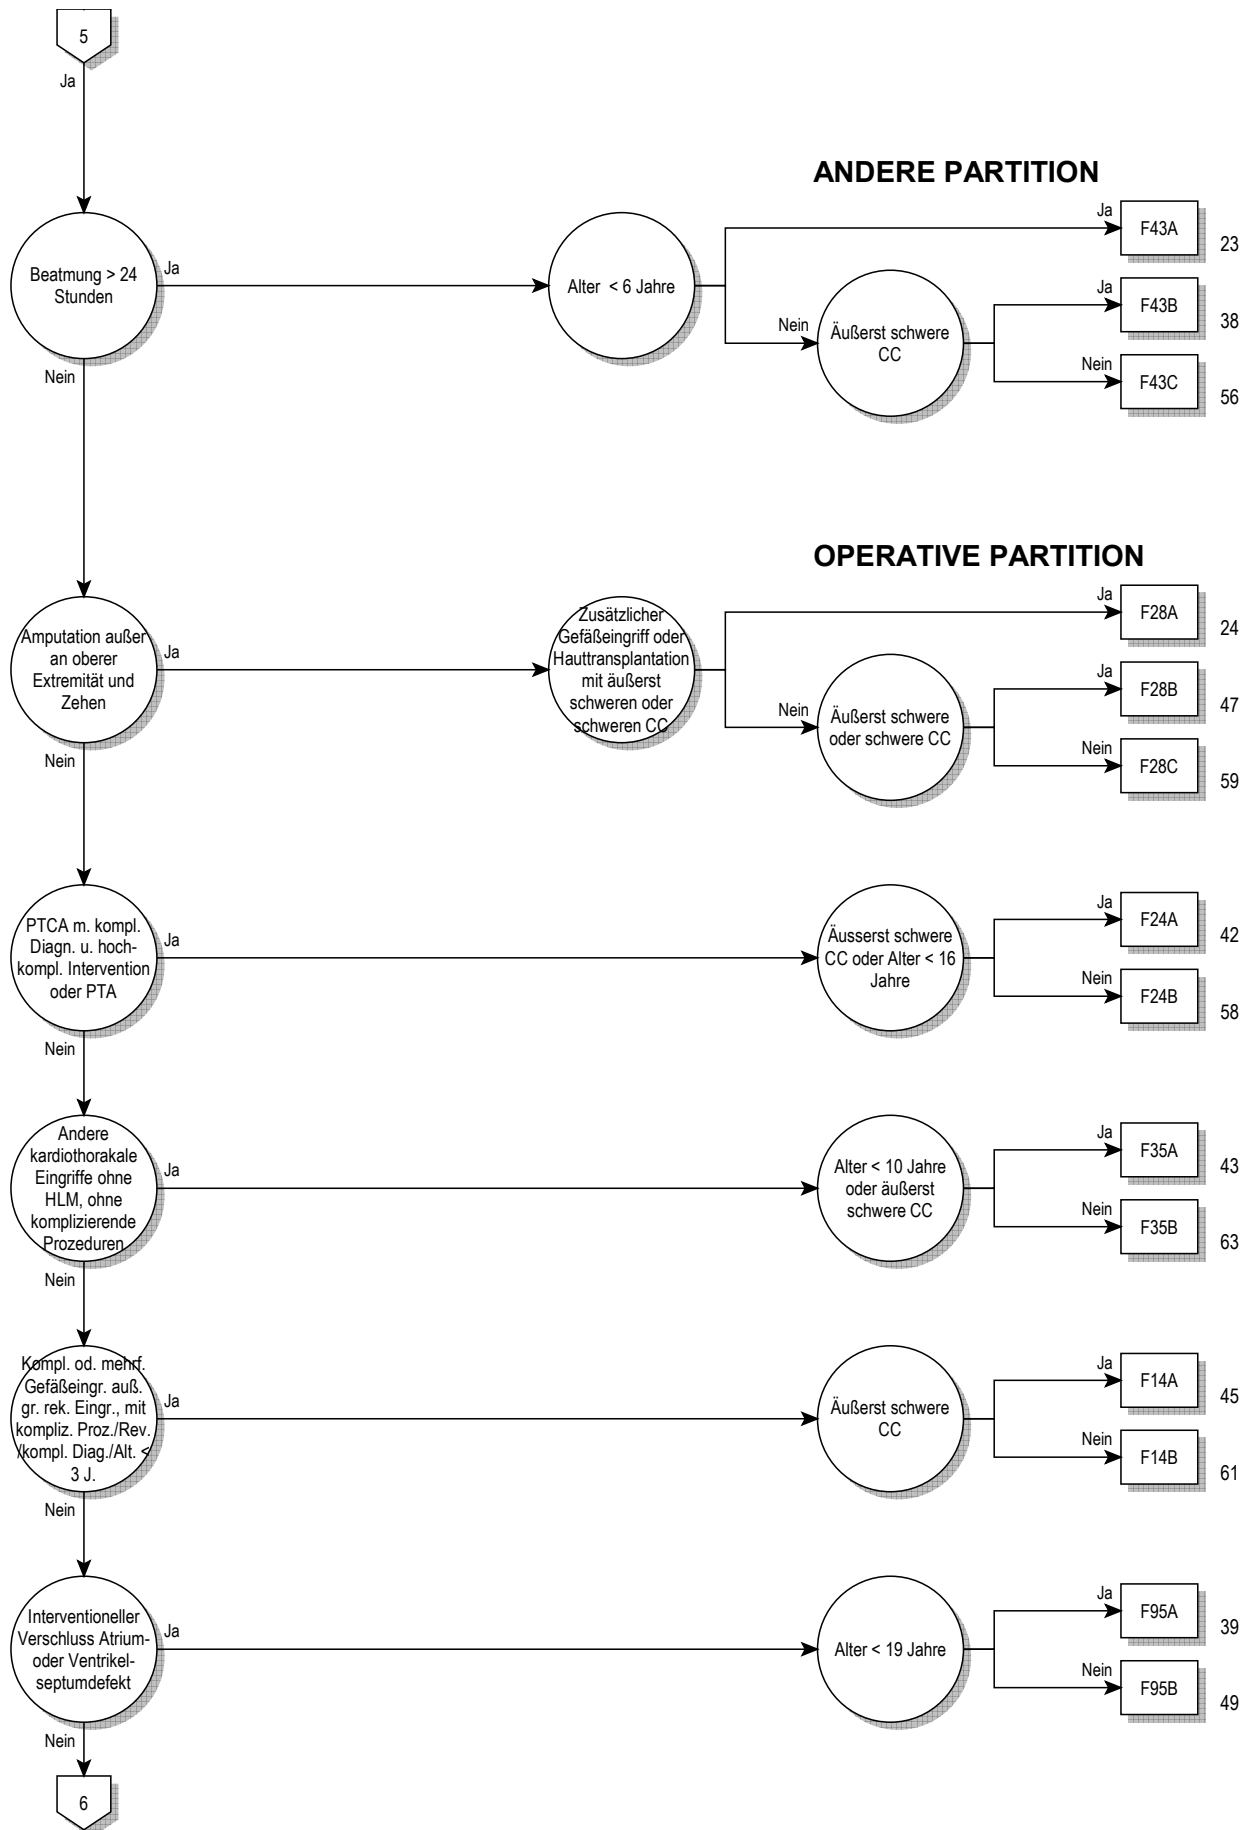 5
Ja
ANDERE PARTITION
Beatmung > 24
Stunden
Ja
Alter < 6 Jahre
Ja
F43A
23
Nein
Äußerst schwere
CC
Ja
F43B
38
Nein
F43C
56
Nein
OPERATIVE PARTITION
Amputation außer
an oberer
Extremität und
Zehen
Ja
Zusätzlicher
Gefäßeingriff oder
Hauttransplantation
mit äußerst
schweren oder
schweren CC
Ja
F28A
24
Nein
Äußerst schwere
oder schwere CC
Ja
F28B
47
Nein
F28C
59
Nein
PTCA m. kompl.
Diagn. u. hoch-
kompl. Intervention
oder PTA
Ja
Äusserst schwere
CC oder Alter < 16
Jahre
Ja
F24A
42
Nein
F24B
58
Nein
Andere
kardiothorakale
Eingriffe ohne
HLM, ohne
komplizierende
Prozeduren
Ja
Alter < 10 Jahre
oder äußerst
schwere CC
Ja
F35A
43
Nein
F35B
63
Nein
Kompl. od. mehrf.
Gefäßeingr. auß.
gr. rek. Eingr., mit
kompliz. Proz./Rev.
/kompl. Diag./Alt. <
3 J.
Ja
Äußerst schwere
CC
Ja
F14A
45
Nein
F14B
61
Nein
Interventioneller
Verschluss Atrium-
oder Ventrikel-
septumdefekt
Ja
Alter < 19 Jahre
Ja
F95A
39
Nein
F95B
49
Nein
6